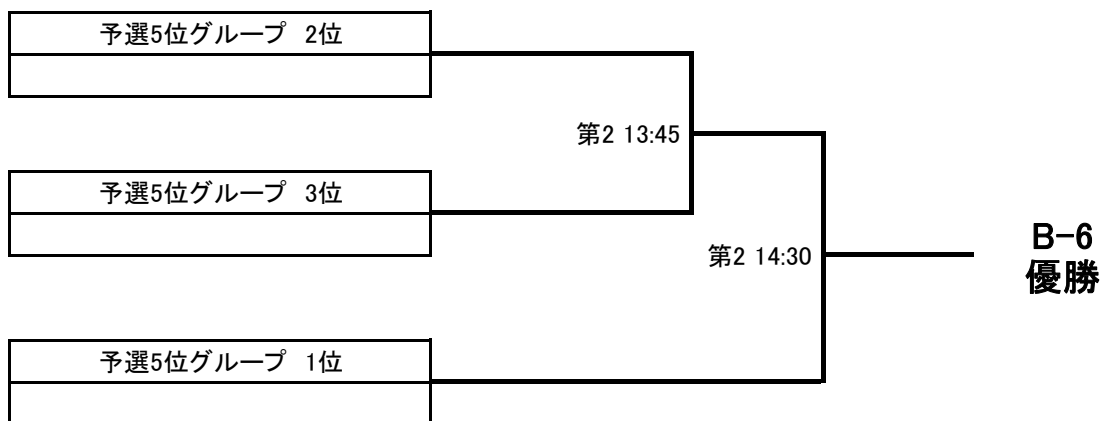 予選5位グループ 2位
第2 13:45
予選5位グループ 3位
第2 14:30
B-6
優勝
予選5位グループ 1位